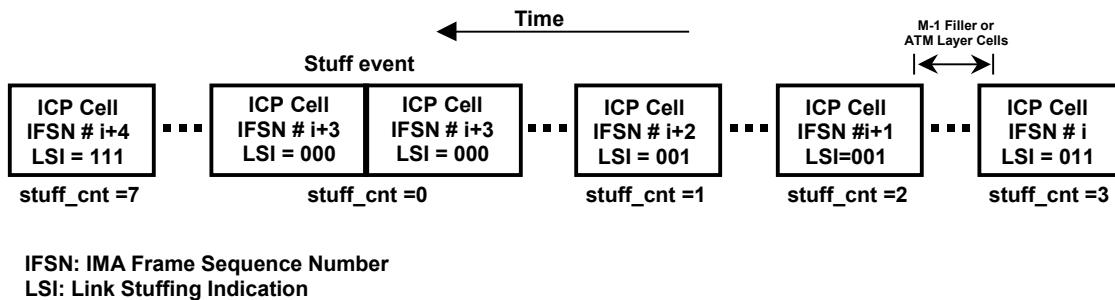 Time
M-1 Filler or
ATM Layer Cells
Stuff event
ICP Cell
IFSN # i+4
LSI = 111
ICP Cell
IFSN # i+3
LSI = 000
ICP Cell
IFSN # i+3
LSI = 000
ICP Cell
IFSN # i+2
LSI = 001
ICP Cell
IFSN #i+1
LSI=001
ICP Cell
IFSN # i
LSI = 011
stuff_cnt =7
stuff_cnt =0
stuff_cnt =1
stuff_cnt =2
stuff_cnt =3
IFSN: IMA Frame Sequence Number
LSI: Link Stuffing Indication